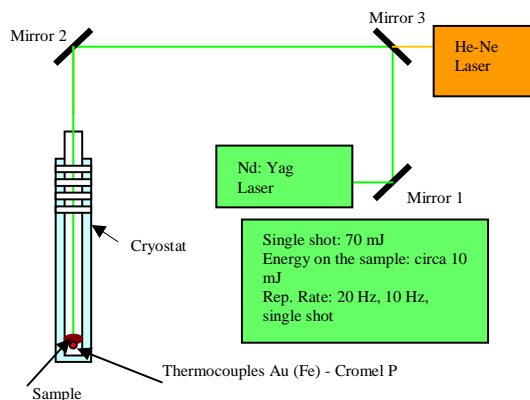 Mirror 2
Mirror 3
He-Ne
Laser
Nd: Yag
Laser
Mirror 1
Cryostat
Single shot: 70 mJ
Energy on the sample: circa 10
mJ
Rep. Rate: 20 Hz, 10 Hz,
single shot
Thermocouples Au (Fe) - Cromel P
Sample